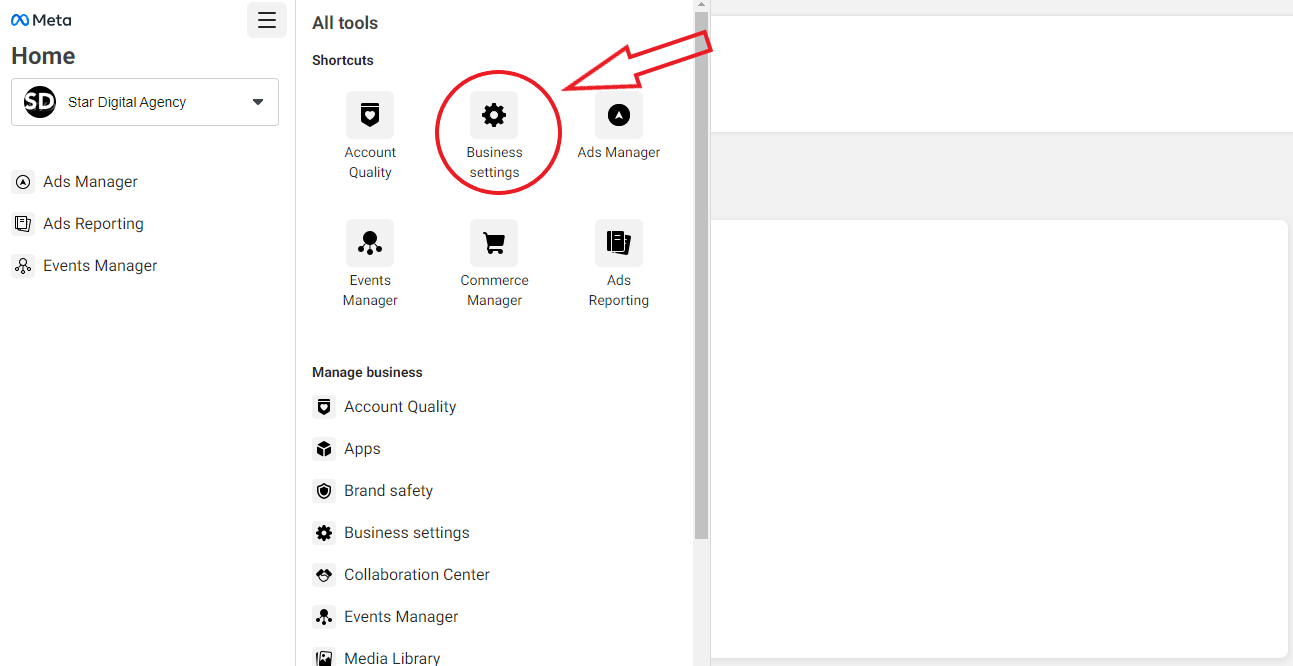 Meta
Home
SD Star Digital Agency
Ads Manager
Ads Reporting
Events Manager
All tools
Shortcuts
Account
Quality
Business
settings
Ads Manager
Events
Manager
Commerce
Manager
Ads
Reporting
Manage business
Account Quality
Apps
Brand safety
Business settings
Collaboration Center
Events Manager
Media Library